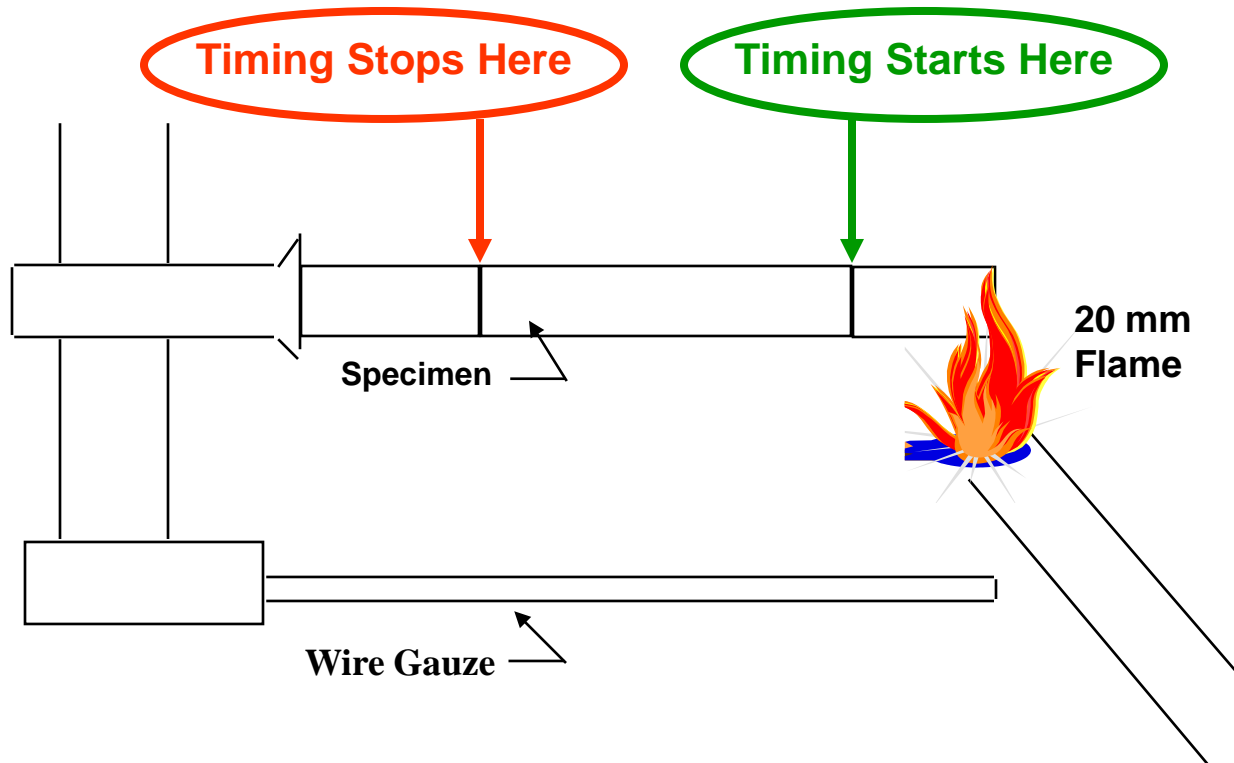 Timing Stops Here
Timing Starts Here
20 mm
Flame
Specimen
Wire Gauze